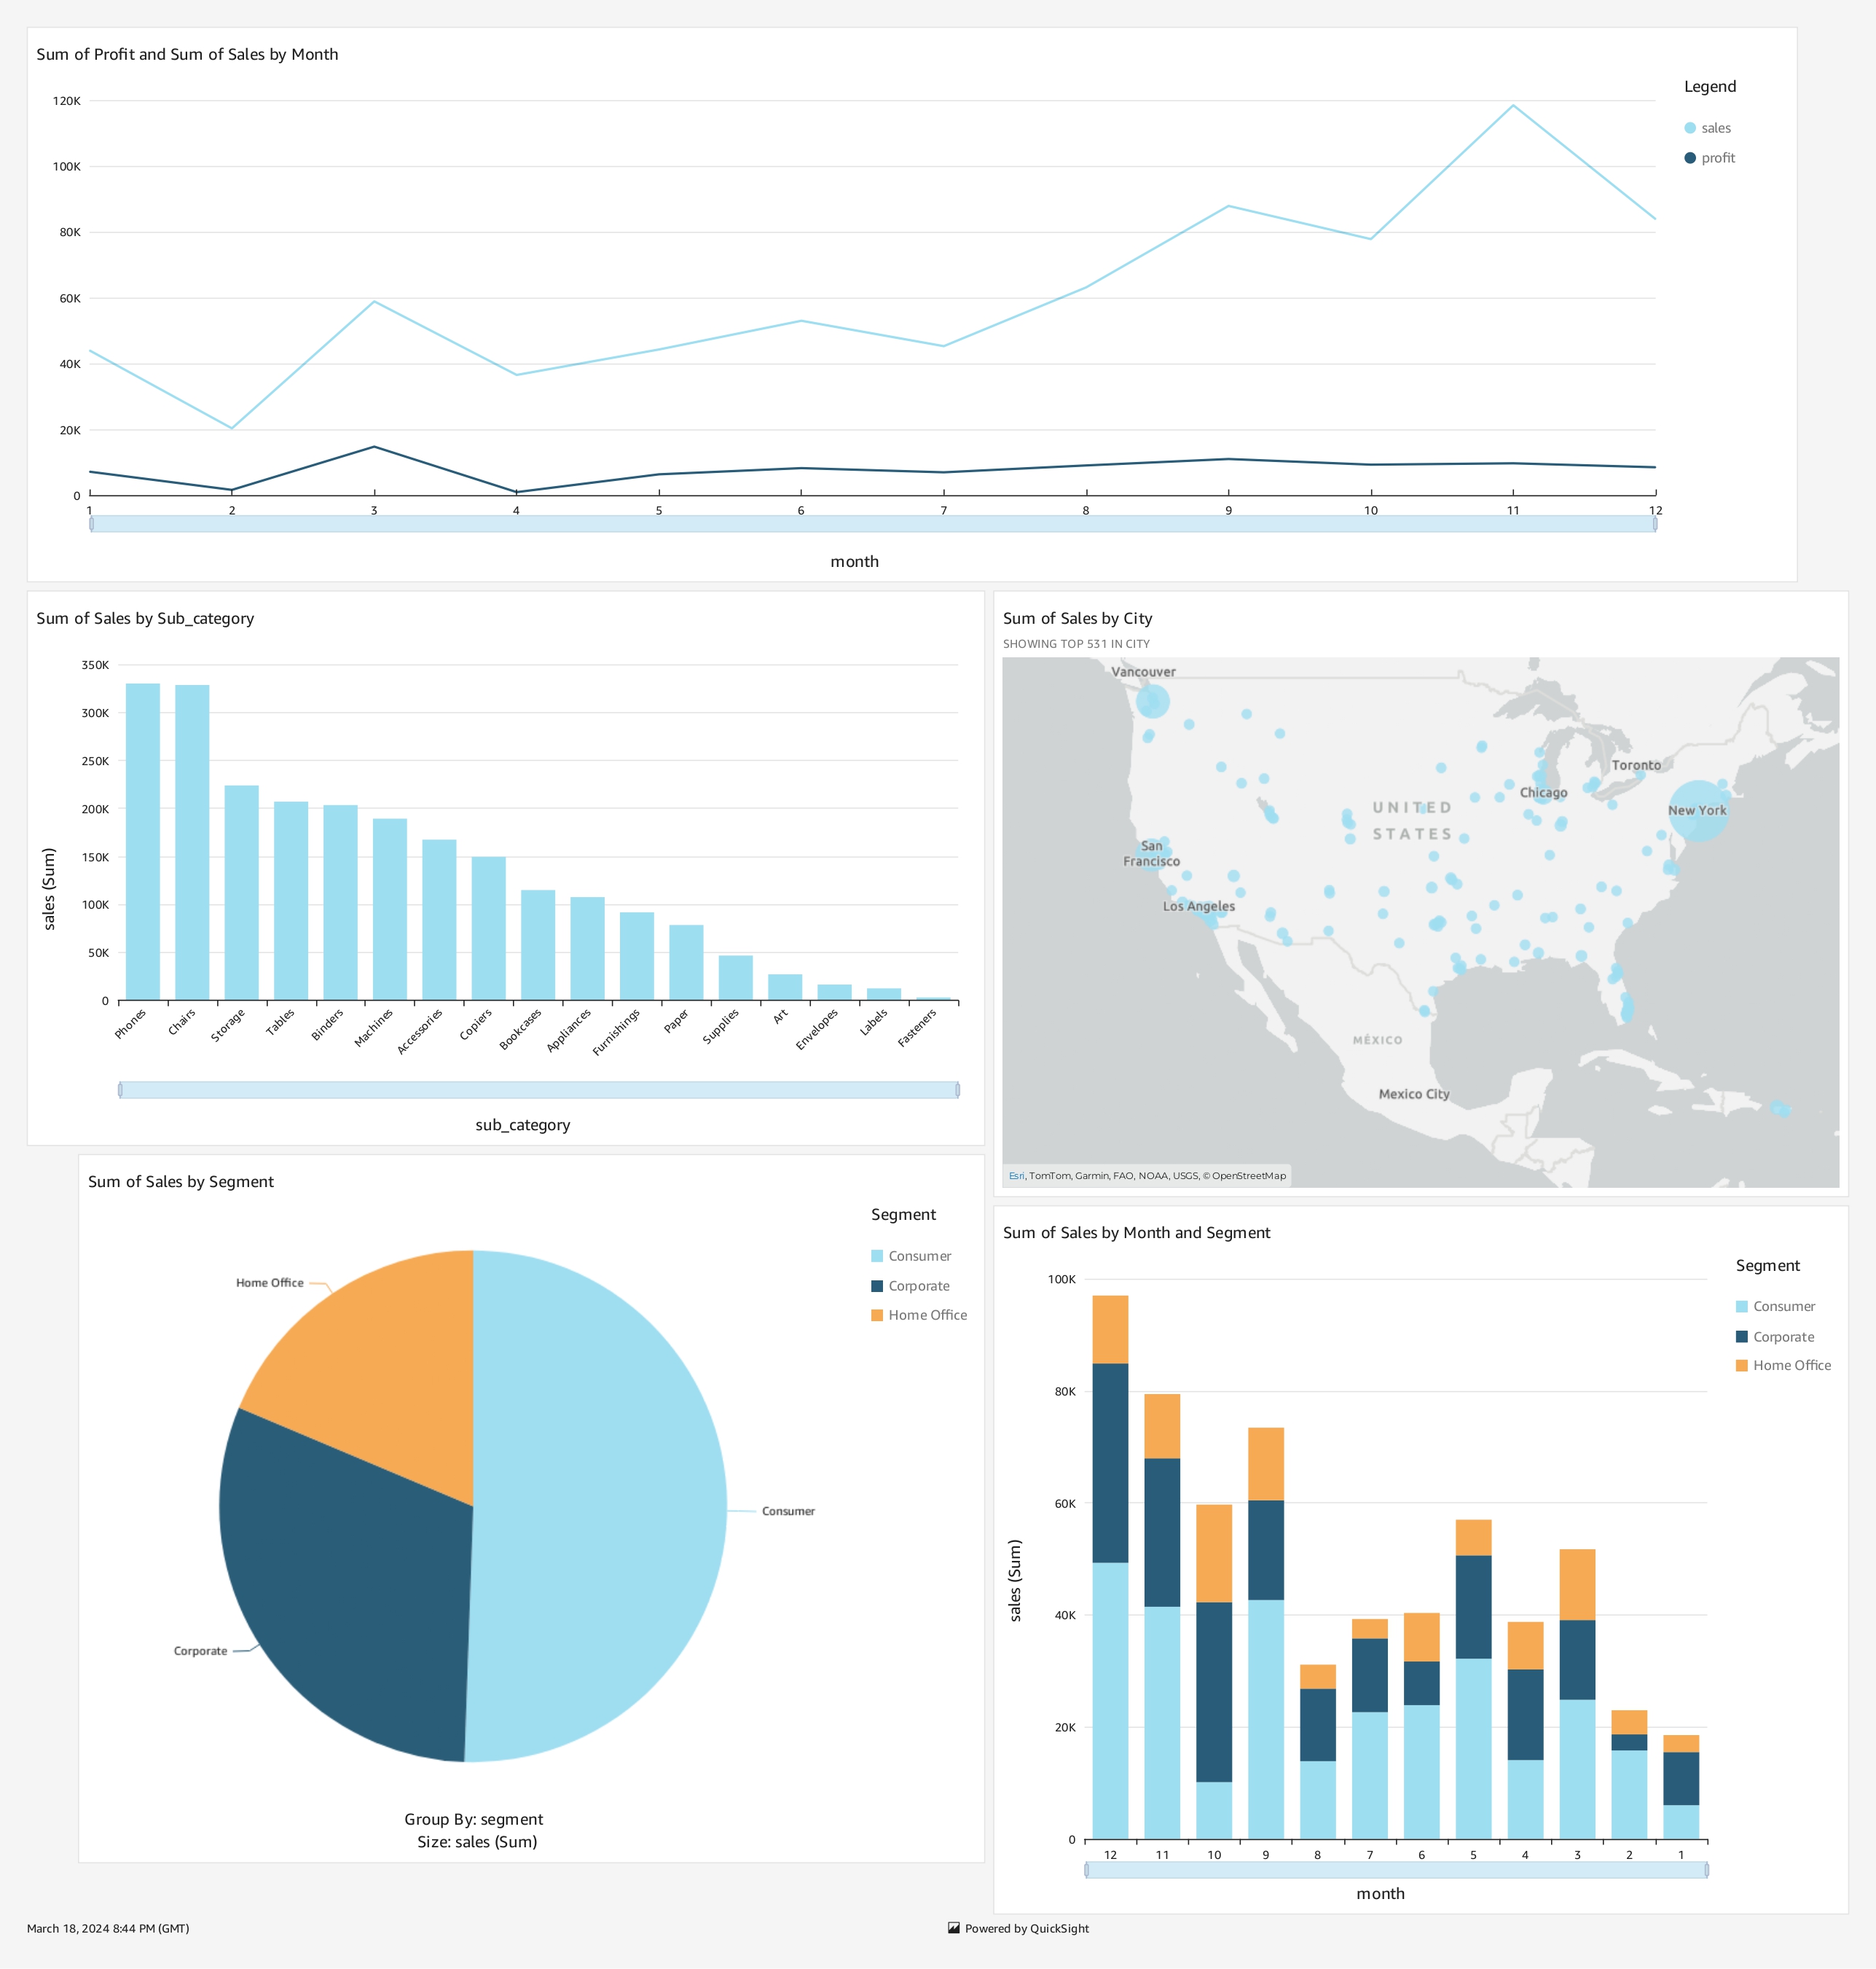 Sum of Profit and Sum of Sales by Month
Legend
sales
profit
120K
100K
80K
60K
40K
20K
0
1 2 3 4 5 6 7 8 9 10 11 12
month
Sum of Sales by Sub_category
350K
300K
250K
200K
150K
100K
50K
0
sales (Sum)
Phones Chairs Storage Tables Binders Machines Accessories Copiers Bookcases Appliances Furnishings Paper Supplies Art Envelopes Labels Fasteners
sub_category
Sum of Sales by City
SHOWING TOP 531 IN CITY
Vancouver
Toronto
Chicago
New York
UNITED
STATES
San
Francisco
Los Angeles
MÉXICO
Mexico City
Esri, TomTom, Garmin, FAO, NOAA, USGS, © OpenStreetMap
Sum of Sales by Segment
Segment
Consumer
Corporate
Home Office
Home Office
Consumer
Corporate
Group By: segment
Size: sales (Sum)
Sum of Sales by Month and Segment
Segment
Consumer
Corporate
Home Office
100K
80K
60K
40K
20K
0
sales (Sum)
12 11 10 9 8 7 6 5 4 3 2 1
month
March 18, 2024 8:44 PM (GMT)
Powered by QuickSight